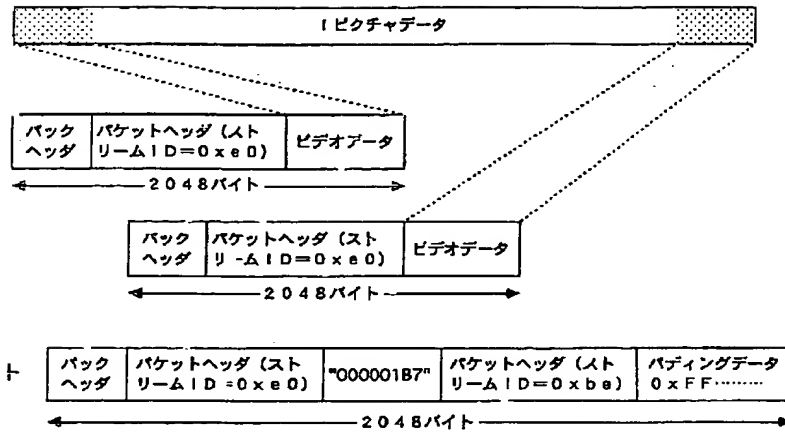 I ピクチャデータ
パック
ヘッダ
パケットヘッダ（スト
リームID=0xe0）
ビデオデータ
2048バイト
パック
ヘッダ
パケットヘッダ（スト
リームID=0xe0）
ビデオデータ
2048バイト
+
パック
ヘッダ
パケットヘッダ（スト
リームID=0xe0）
"000001B7"
パケットヘッダ（スト
リームID=0xbe）
パディングデータ
0xFF………
2048バイト